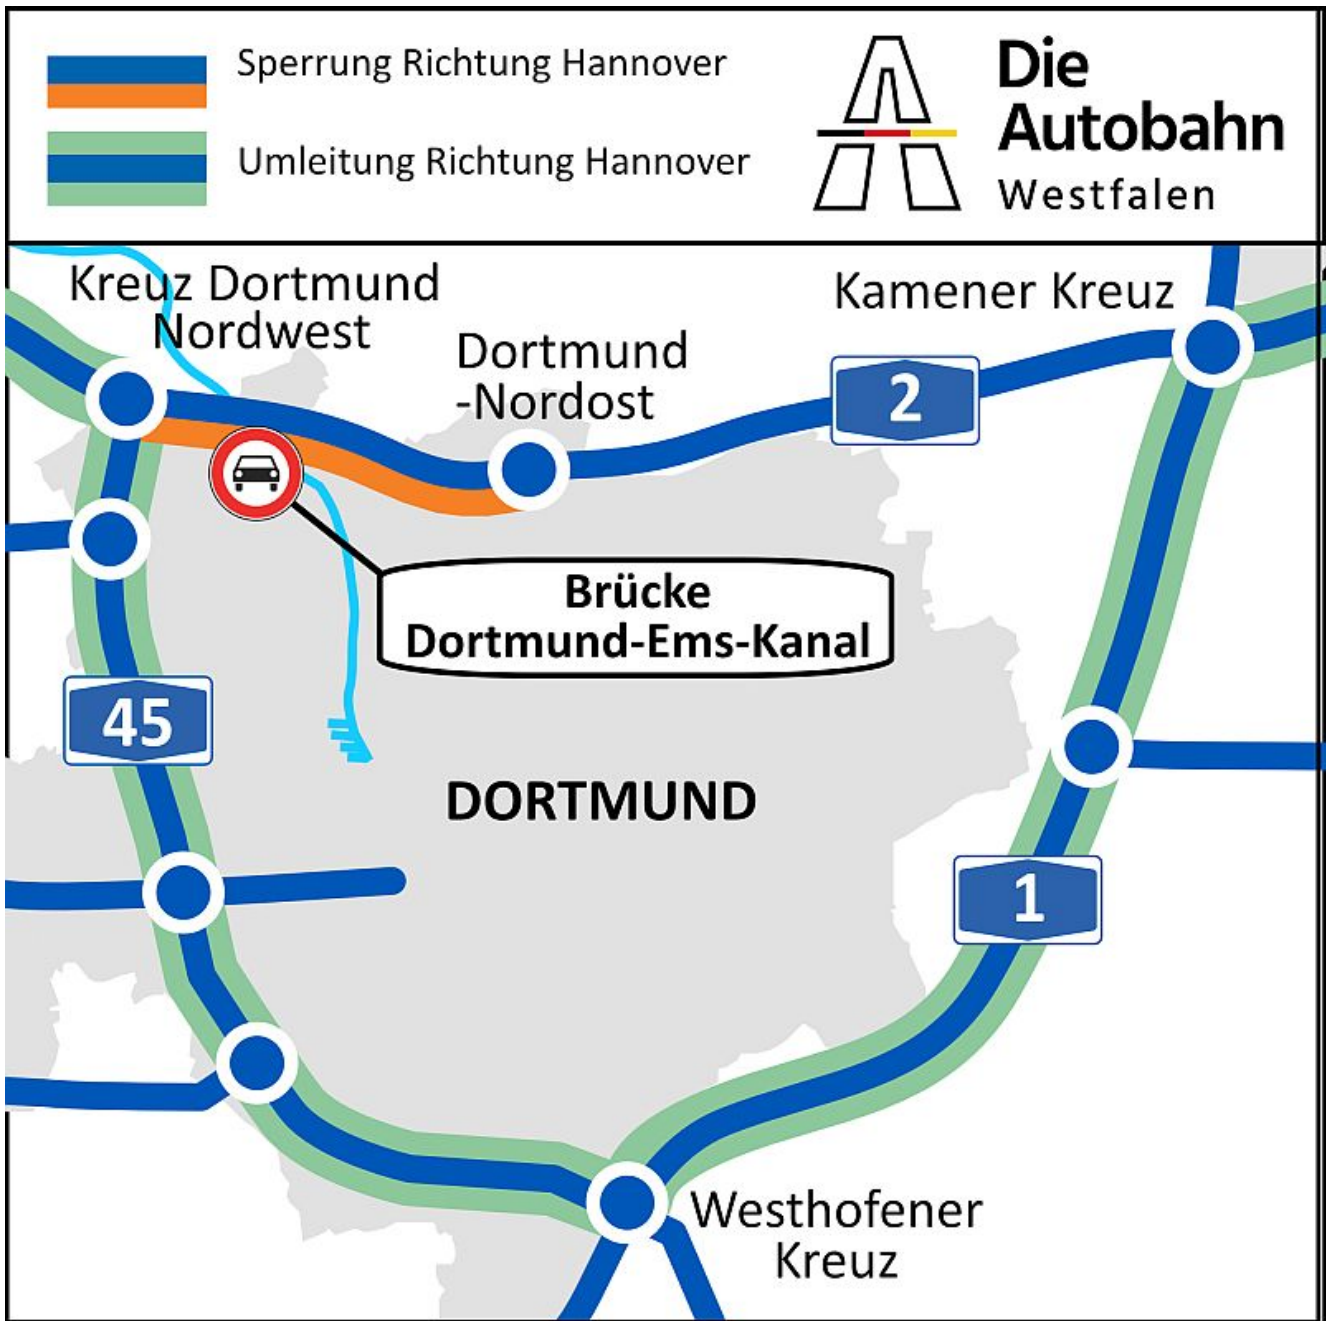 Sperrung Richtung Hannover
Umleitung Richtung Hannover
Die
Autobahn
Westfalen
Kreuz Dortmund
Nordwest
Dortmund
-Nordost
Kamener Kreuz
2
Brücke
Dortmund-Ems-Kanal
45
DORTMUND
1
Westhofener
Kreuz